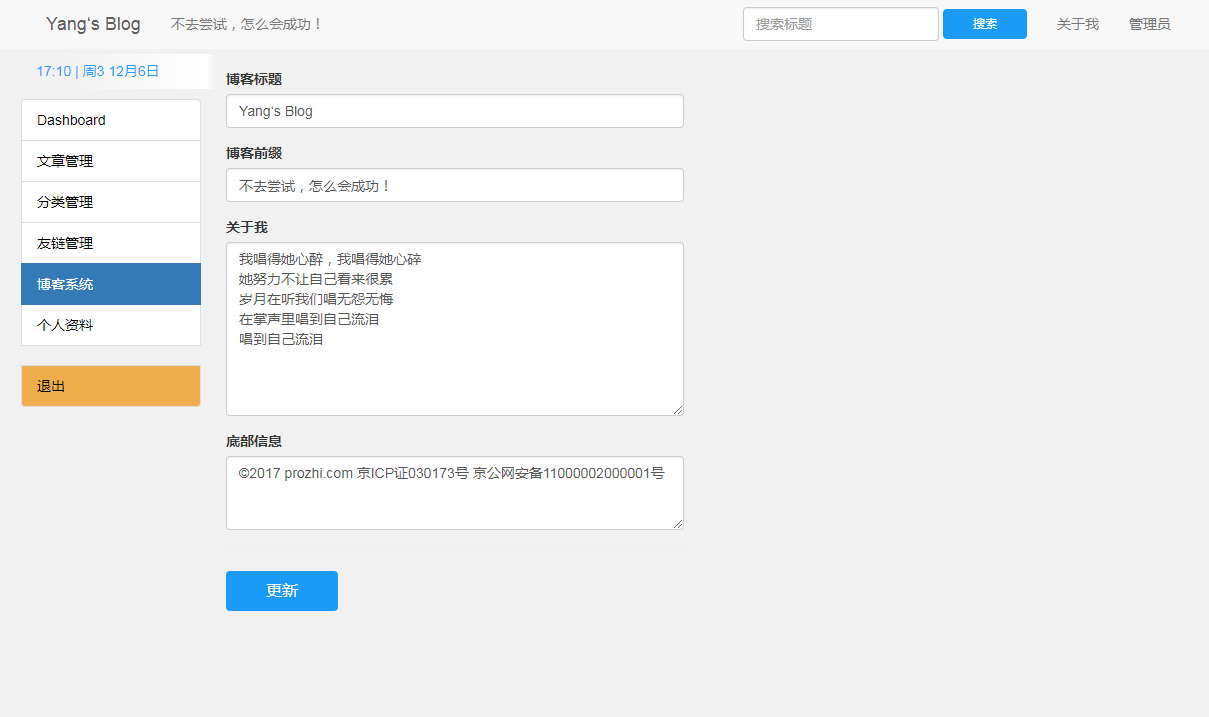 Yang‘s Blog 不去尝试，怎么会成功！ 搜索标题 搜索 关于我 管理员
17:10 | 周3 12月6日
Dashboard
文章管理
分类管理
友链管理
博客系统
个人资料
退出
博客标题
Yang‘s Blog
博客前缀
不去尝试，怎么会成功！
关于我
我唱得她心醉，我唱得她心碎
她努力不让自己看来很累
岁月在听我们唱无怨无悔
在掌声里唱到自己流泪
唱到自己流泪
底部信息
©2017 prozhi.com 京ICP证030173号 京公网安备11000002000001号
更新